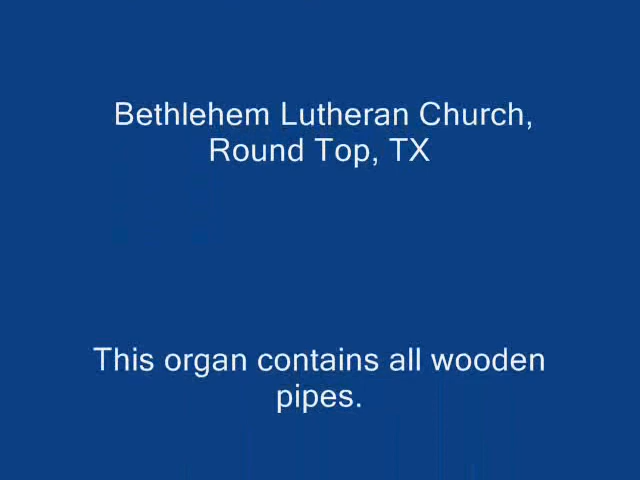 Bethlehem Lutheran Church,
Round Top, TX
This organ contains all wooden
pipes.